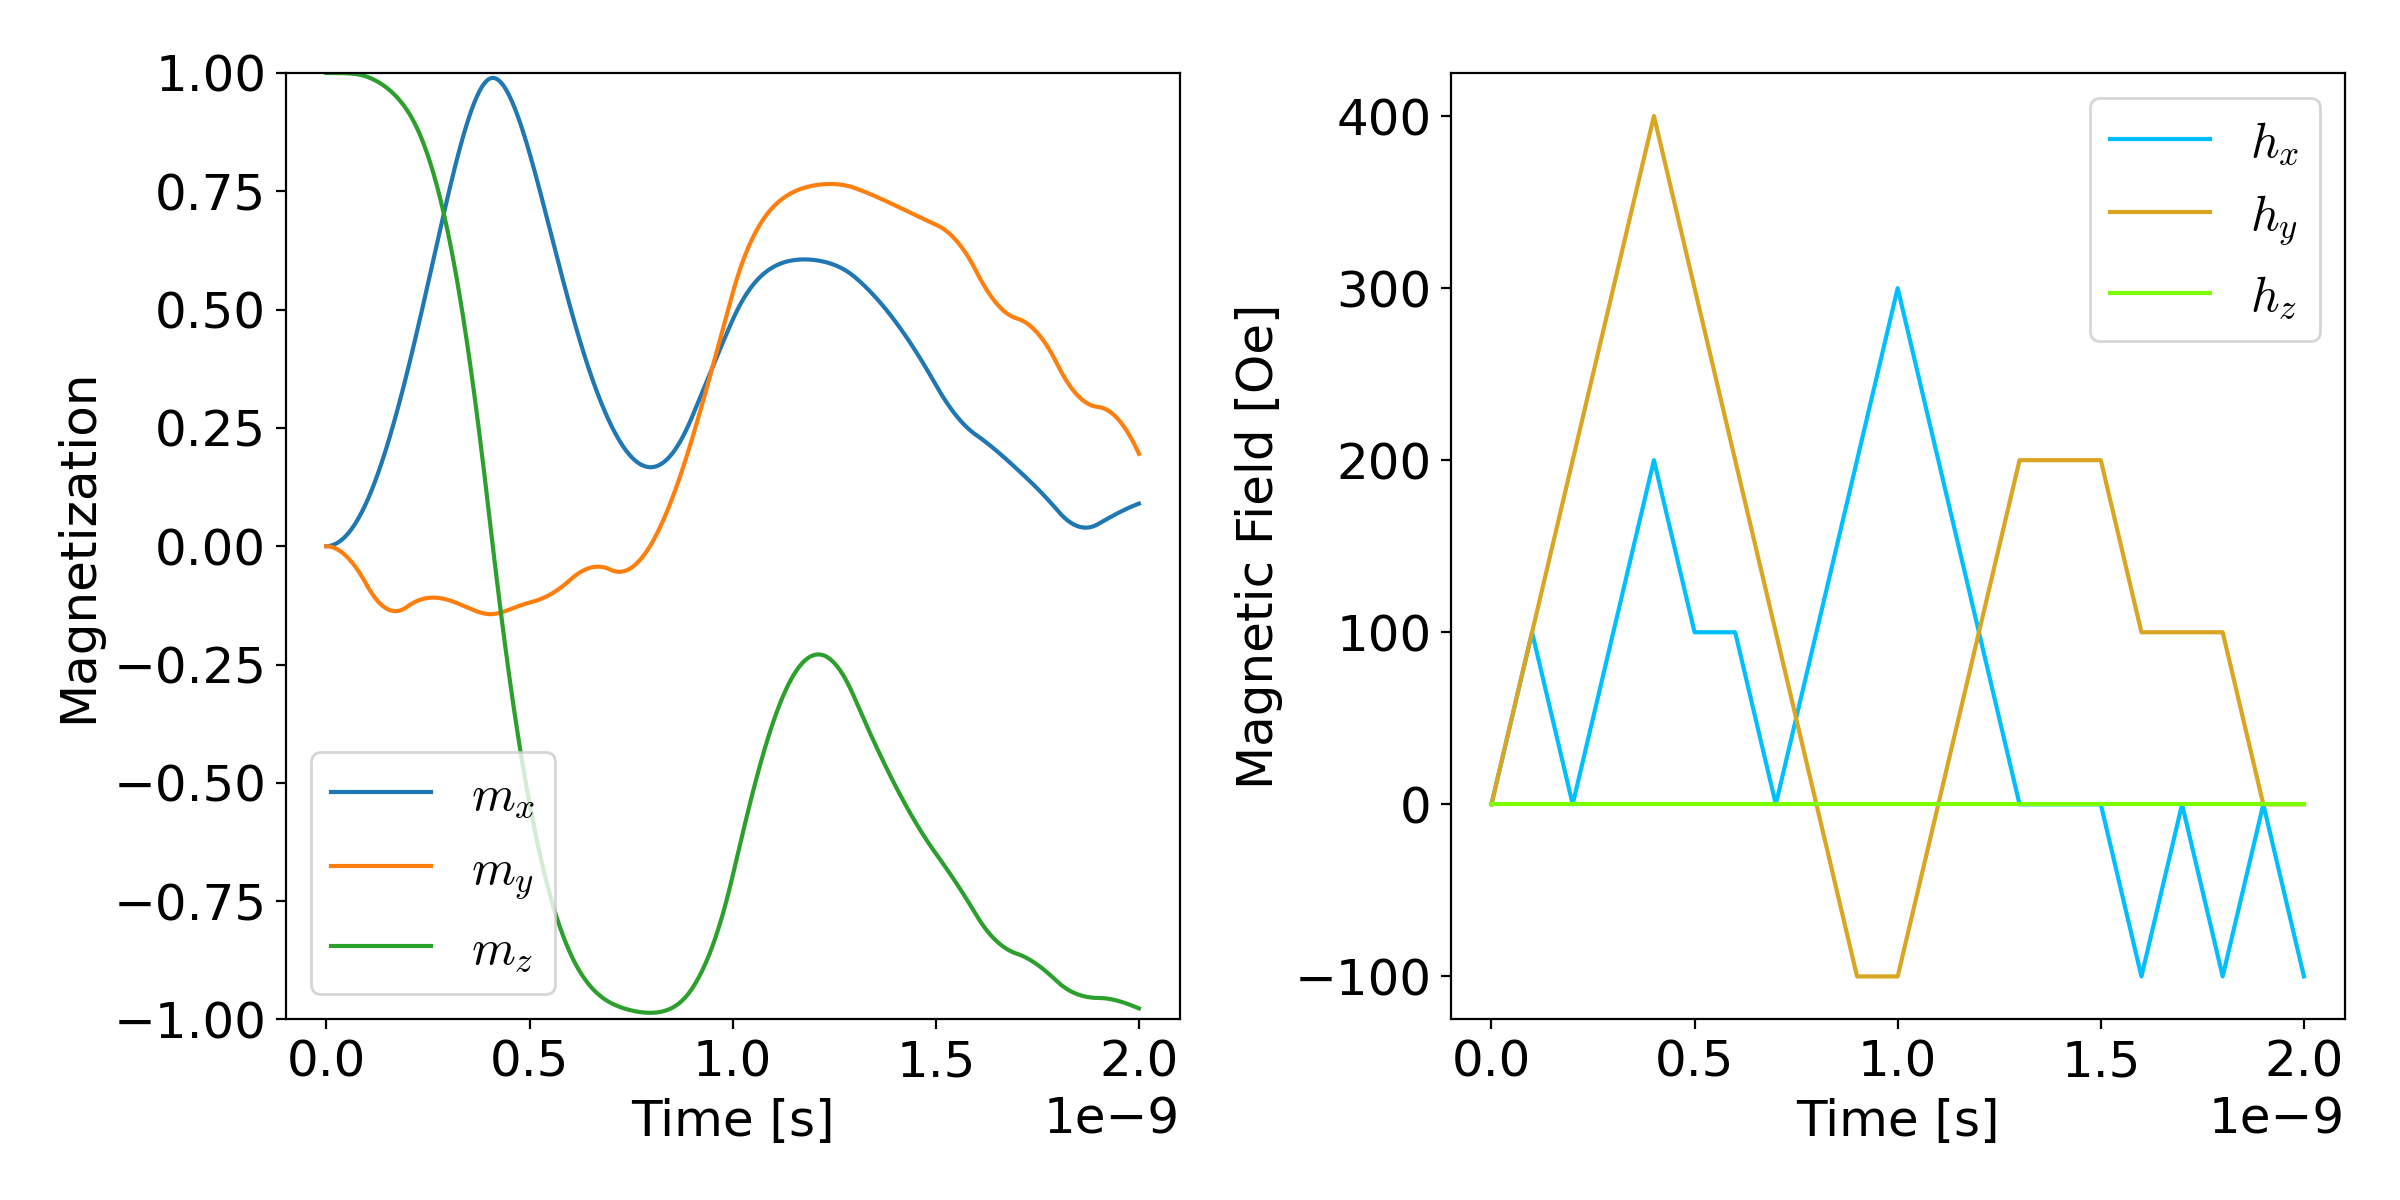 Magnetization
1.00
0.75
0.50
0.25
0.00
−0.25
−0.50
−0.75
−1.00
m_x
m_y
m_z
0.0 0.5 1.0 1.5 2.0
Time [s] 1e−9
Magnetic Field [Oe]
400
300
200
100
0
−100
h_x
h_y
h_z
0.0 0.5 1.0 1.5 2.0
Time [s] 1e−9